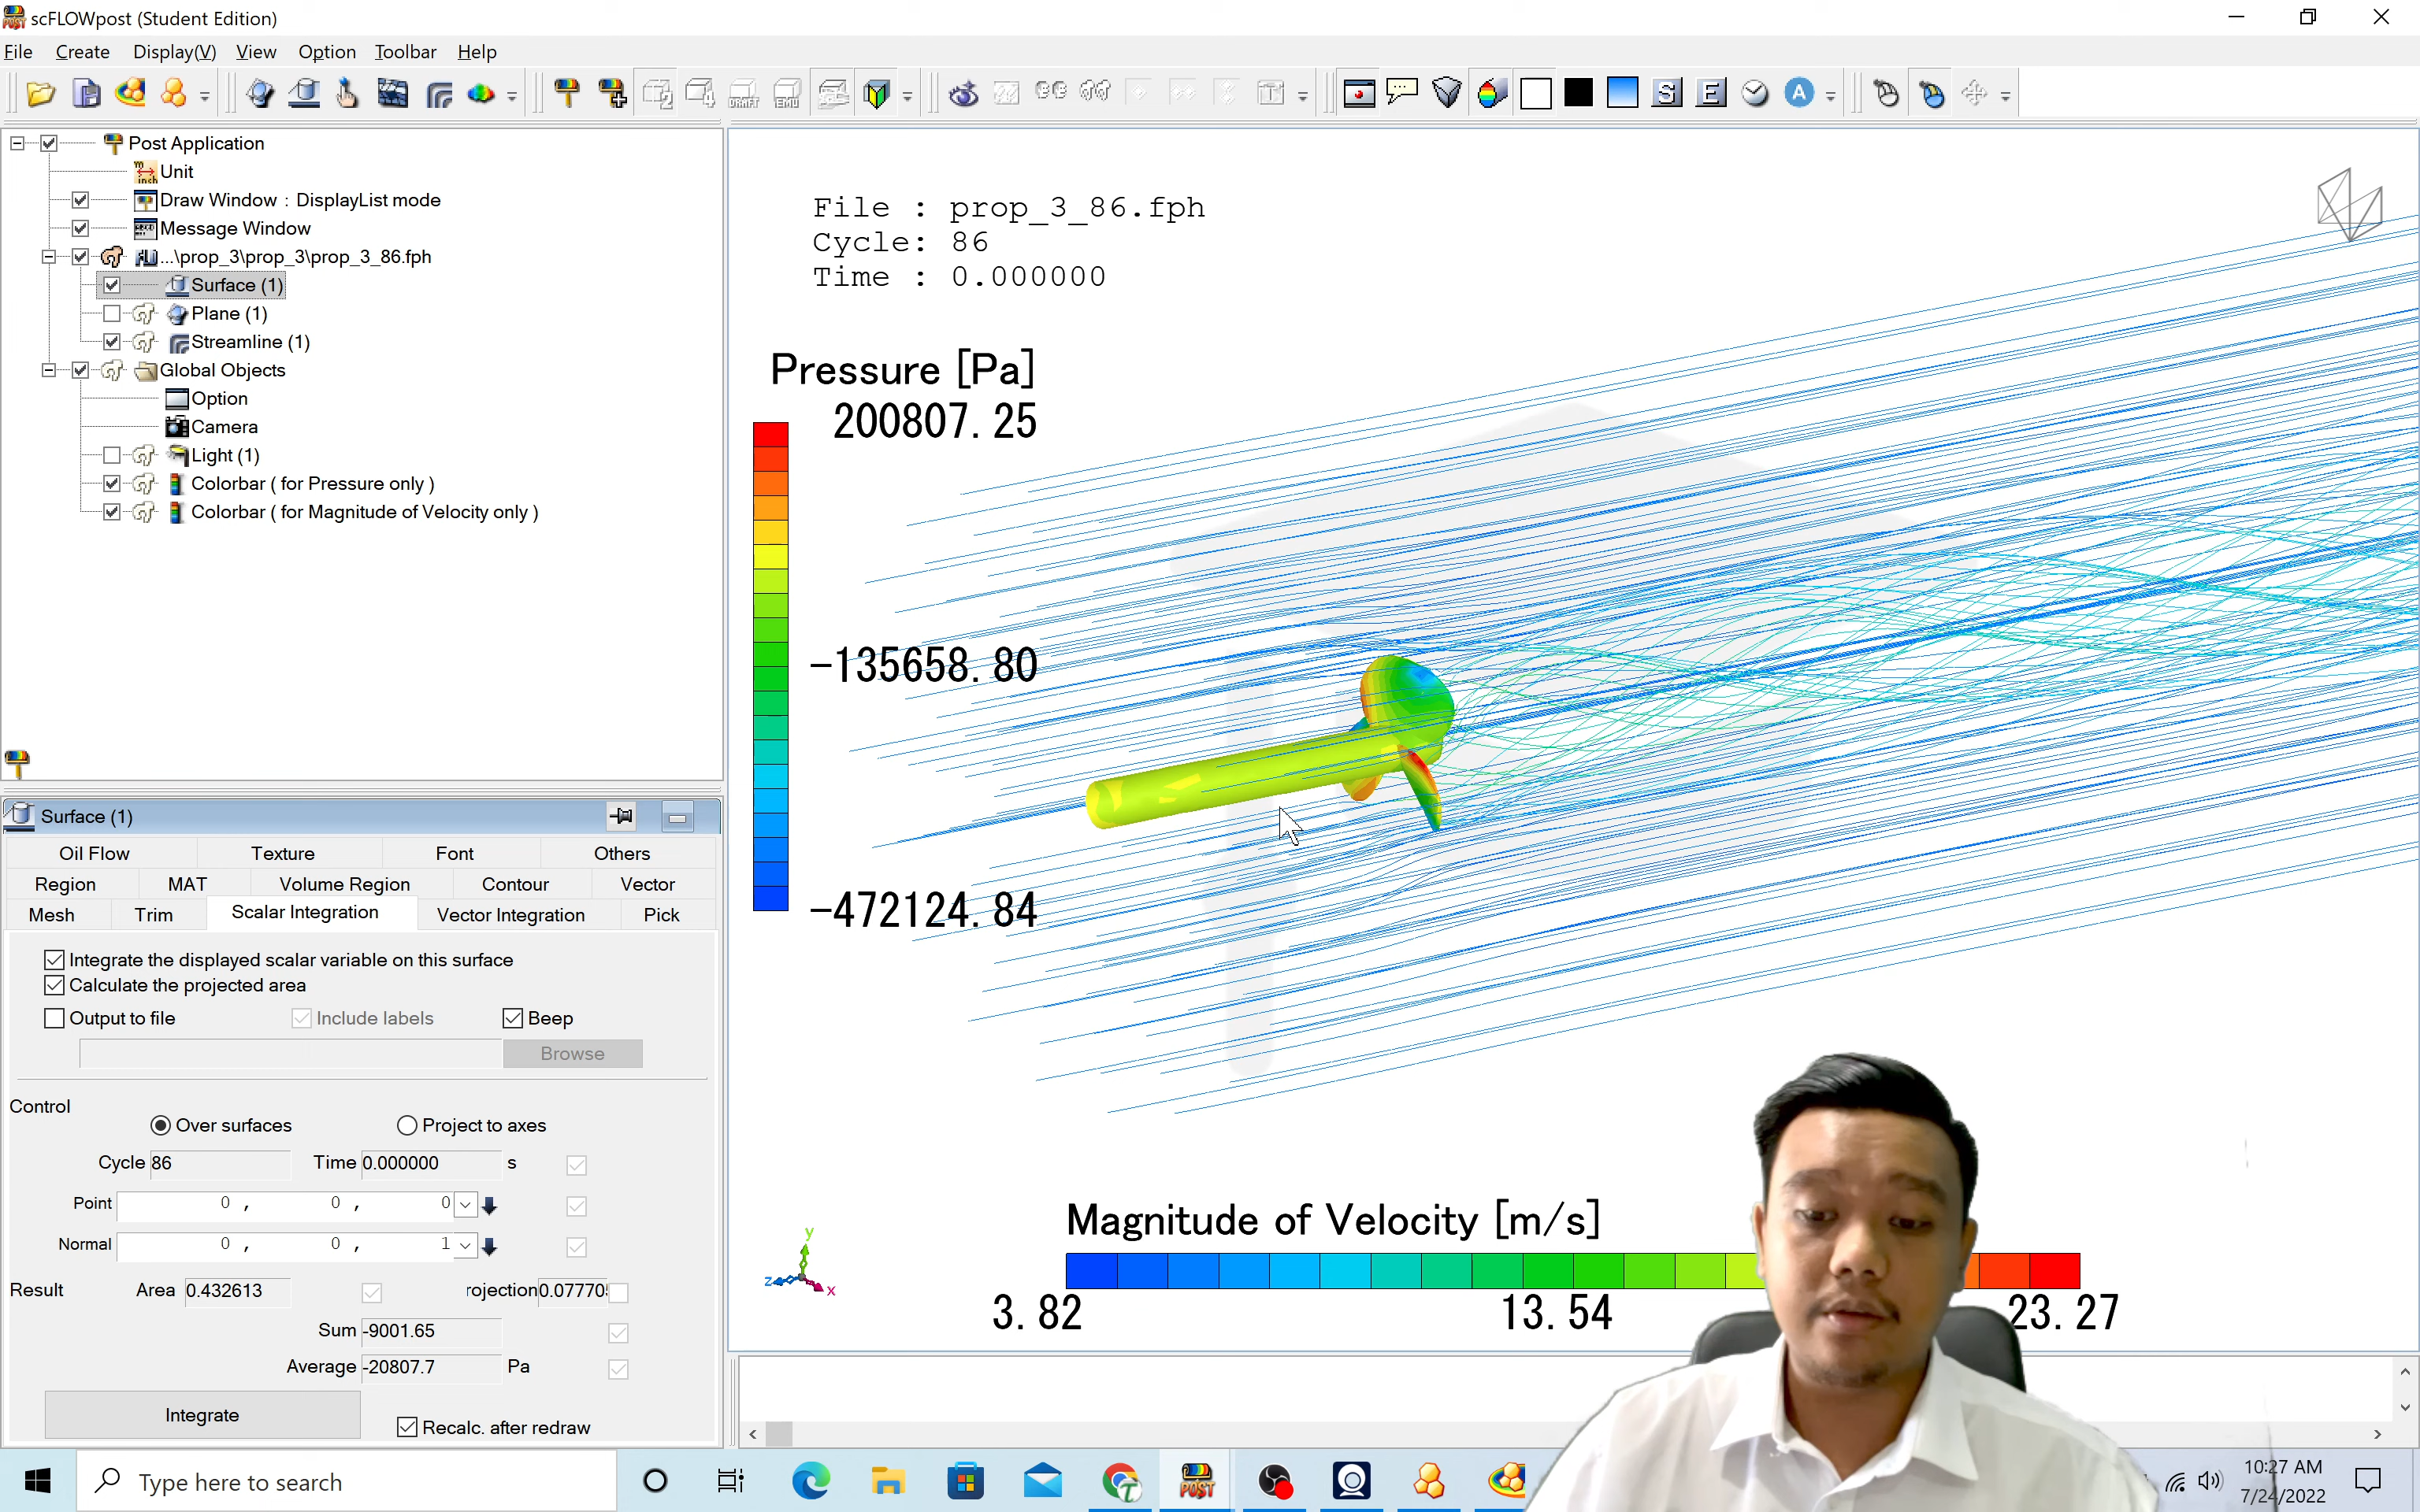 scFLOWpost (Student Edition)
File Create Display(V) View Option Toolbar Help
Post Application
Unit
Draw Window : DisplayList mode
Message Window
...\prop_3\prop_3\prop_3_86.fph
Surface (1)
Plane (1)
Streamline (1)
Global Objects
Option
Camera
Light (1)
Colorbar ( for Pressure only )
Colorbar ( for Magnitude of Velocity only )
File : prop_3_86.fph
Cycle: 86
Time : 0.000000
Pressure [Pa]
200807.25
-135658.80
-472124.84
Surface (1)
Oil Flow Texture Font Others
Region MAT Volume Region Contour Vector
Mesh Trim Scalar Integration Vector Integration Pick
Integrate the displayed scalar variable on this surface
Calculate the projected area
Output to file Include labels Beep
Browse
Control
Over surfaces Project to axes
Cycle 86 Time 0.000000 s
Point 0 , 0 , 0
Normal 0 , 0 , 1
Result Area 0.432613 rojection 0.07770
Sum -9001.65
Average -20807.7 Pa
Integrate Recalc. after redraw
y
z
x
Magnitude of Velocity [m/s]
3.82 13.54 23.27
Type here to search
POST
10:27 AM
7/24/2022